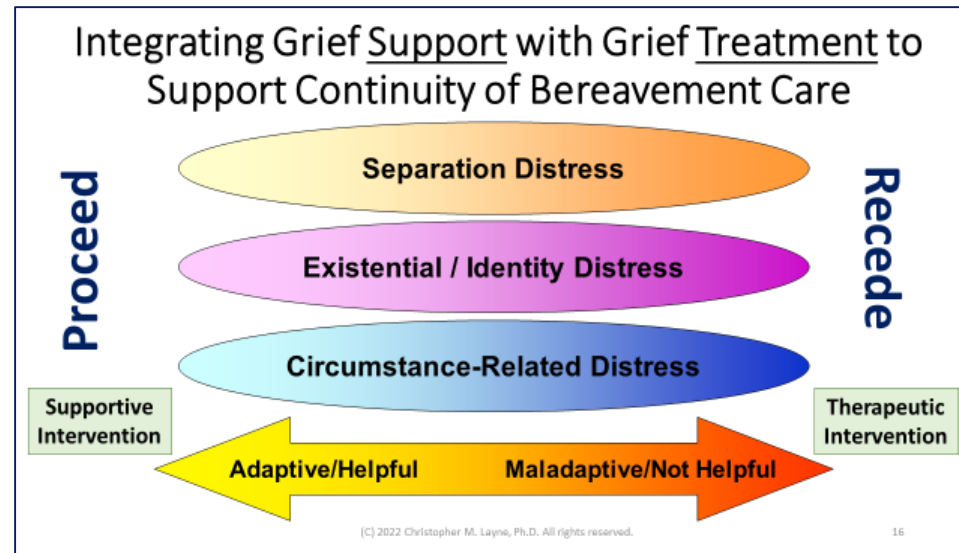 Integrating Grief Support with Grief Treatment to
Support Continuity of Bereavement Care
Proceed
Separation Distress
Existential / Identity Distress
Circumstance-Related Distress
Recede
Supportive
Intervention
Adaptive/Helpful
Maladaptive/Not Helpful
Therapeutic
Intervention
(C) 2022 Christopher M. Layne, Ph.D. All rights reserved.
16